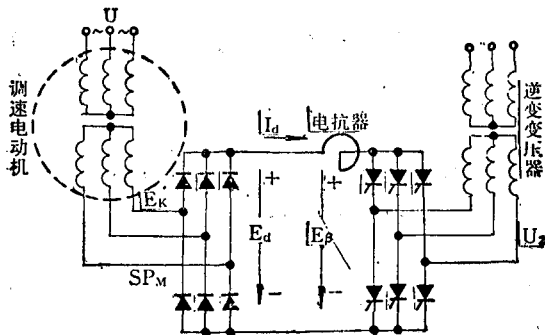 U
~ ~
调速电动机
逆变变压器
I_d
电抗器
E_K
+
+
E_d
E_β
U_2
-
-
SP_M